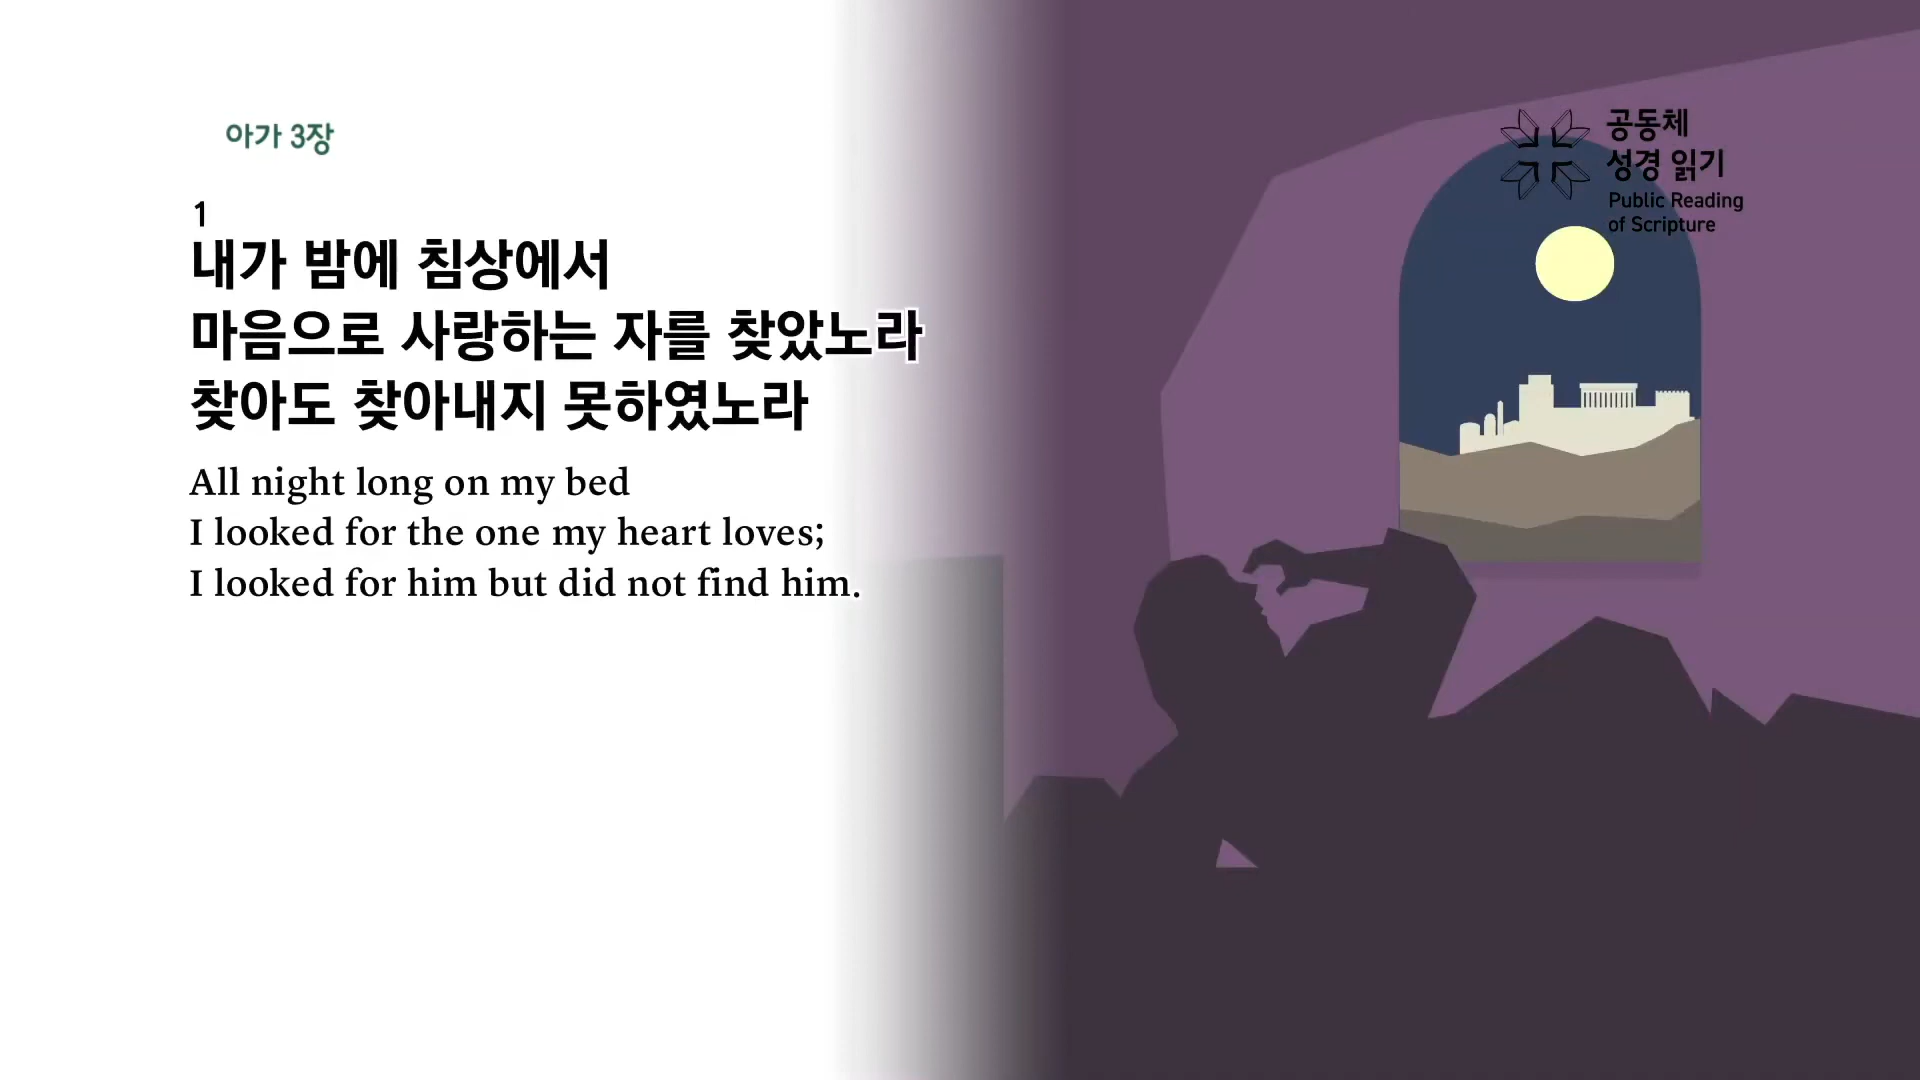 아가 3장
1
내가 밤에 침상에서
마음으로 사랑하는 자를 찾았노라
찾아도 찾아내지 못하였노라
All night long on my bed
I looked for the one my heart loves;
I looked for him but did not find him.
공동체
성경 읽기
Public Reading
of Scripture